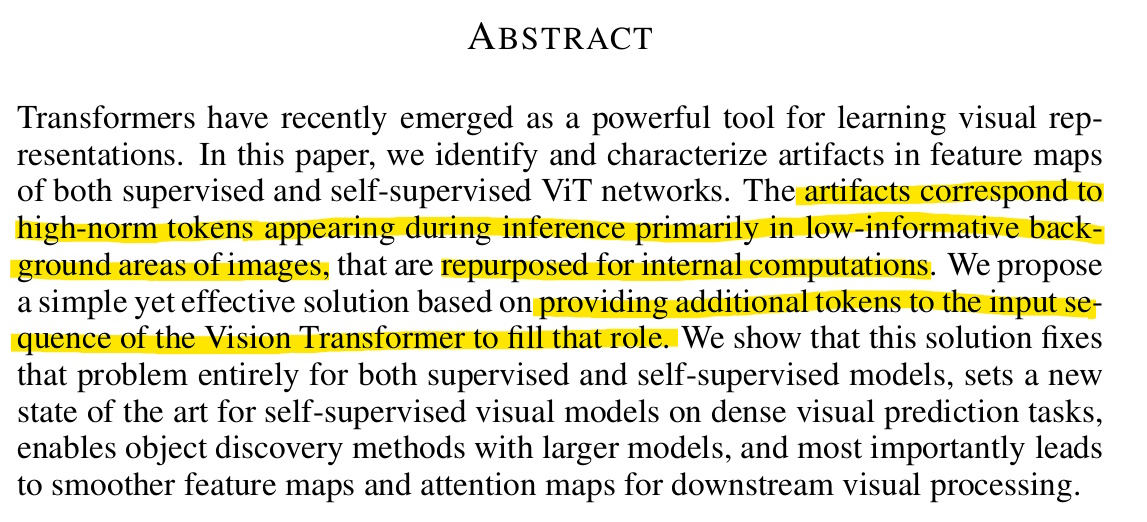 ABSTRACT
Transformers have recently emerged as a powerful tool for learning visual rep-
resentations. In this paper, we identify and characterize artifacts in feature maps
of both supervised and self-supervised ViT networks. The artifacts correspond to
high-norm tokens appearing during inference primarily in low-informative back-
ground areas of images, that are repurposed for internal computations. We propose
a simple yet effective solution based on providing additional tokens to the input se-
quence of the Vision Transformer to fill that role. We show that this solution fixes
that problem entirely for both supervised and self-supervised models, sets a new
state of the art for self-supervised visual models on dense visual prediction tasks,
enables object discovery methods with larger models, and most importantly leads
to smoother feature maps and attention maps for downstream visual processing.